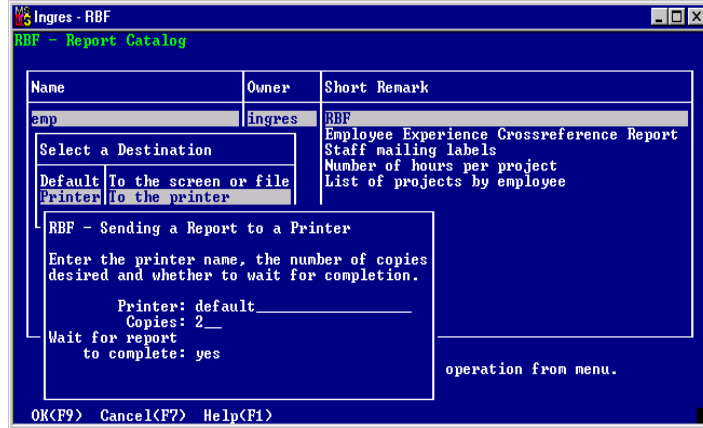 Ingres - RBF
RBF - Report Catalog
Name Owner Short Remark
emp ingres RBF
Employee Experience Crossreference Report
Select a Destination Staff mailing labels
Number of hours per project
Default To the screen or file List of projects by employee
Printer To the printer
RBF - Sending a Report to a Printer
Enter the printer name, the number of copies
desired and whether to wait for completion.
Printer: default
Copies: 2
Wait for report
to complete: yes
operation from menu.
OK(F9) Cancel(F7) Help(F1)